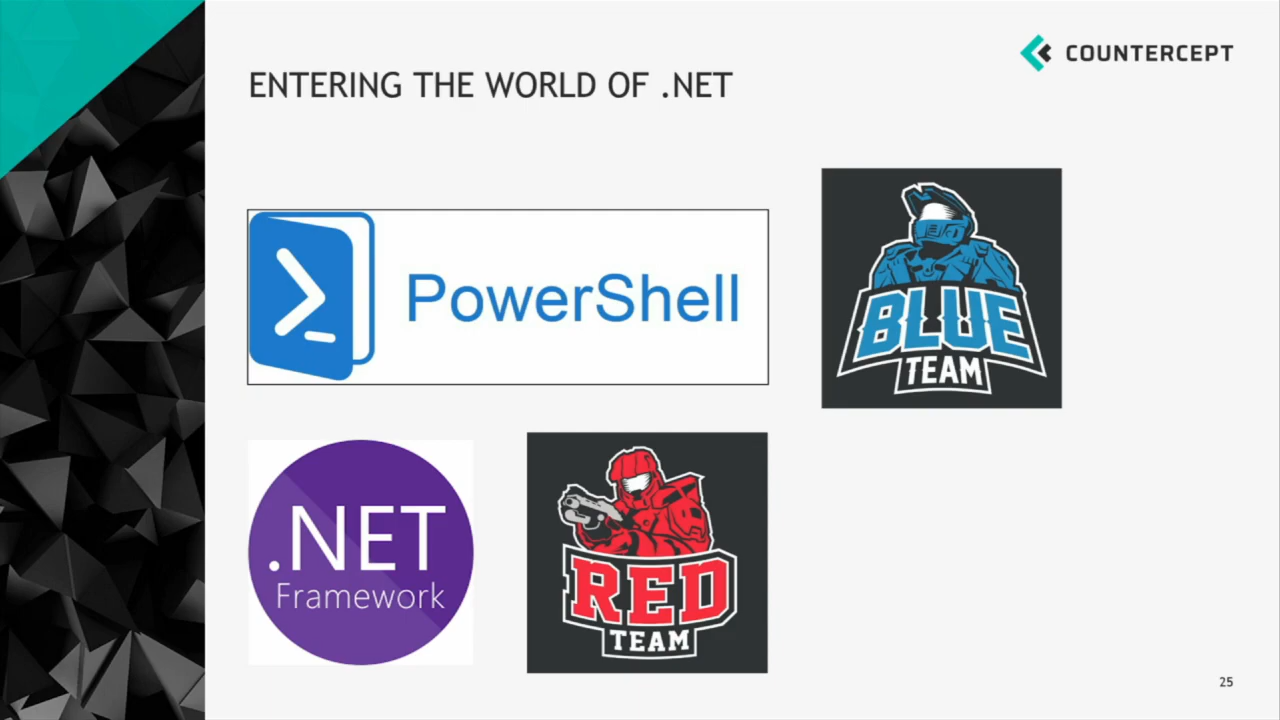 COUNTERCEPT
ENTERING THE WORLD OF .NET
PowerShell
BLUE
TEAM
.NET
Framework
RED
TEAM
25